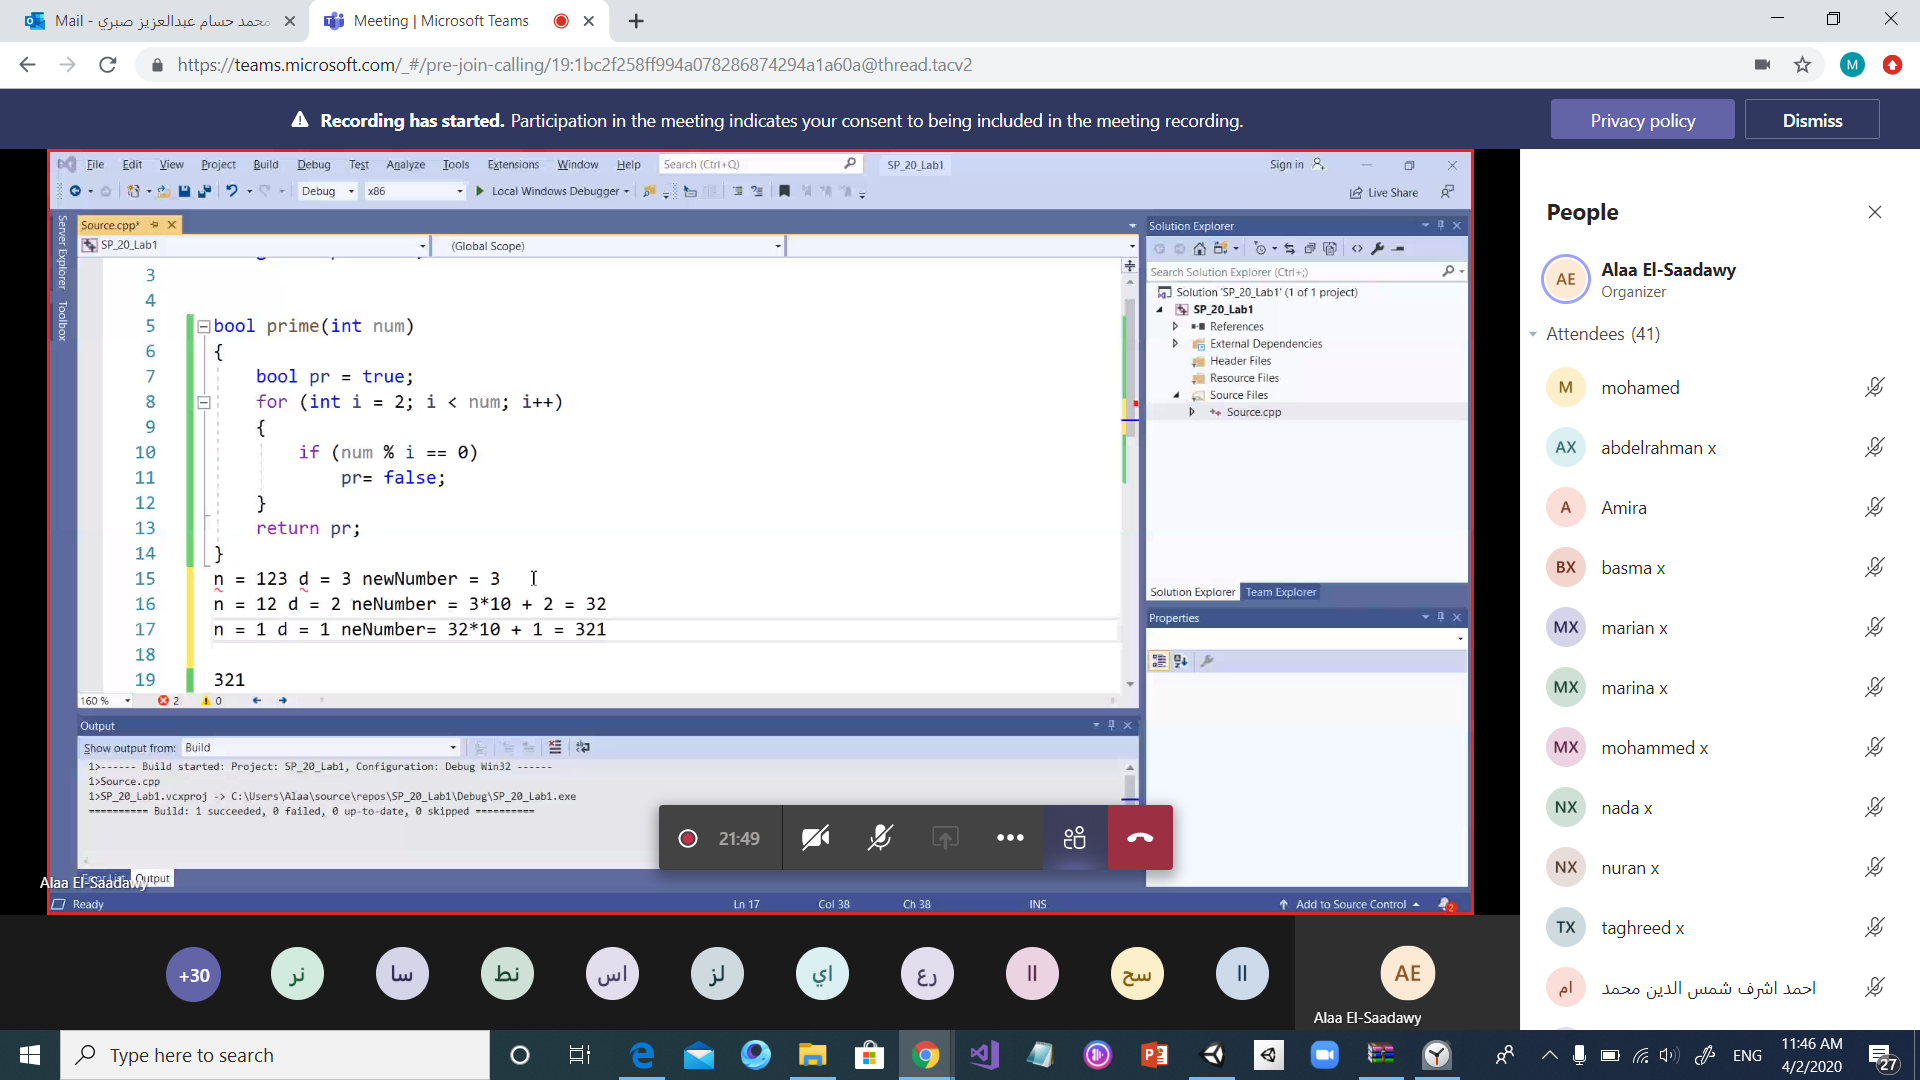 Mail - محمد حسام عبدالعزيز صبري
Meeting | Microsoft Teams
https://teams.microsoft.com/_#/pre-join-calling/19:1bc2f258ff994a078286874294a1a60a@thread.tacv2
M
Recording has started. Participation in the meeting indicates your consent to being included in the meeting recording.
Privacy policy
Dismiss
File Edit View Project Build Debug Test Analyze Tools Extensions Window Help
Search (Ctrl+Q)
SP_20_Lab1
Sign in
Debug
x86
Local Windows Debugger
Live Share
Server Explorer
Toolbox
Source.cpp*
SP_20_Lab1
(Global Scope)
3
4
5 bool prime(int num)
6 {
7 bool pr = true;
8 for (int i = 2; i < num; i++)
9 {
10 if (num % i == 0)
11 pr= false;
12 }
13 return pr;
14 }
15 n = 123 d = 3 newNumber = 3
16 n = 12 d = 2 neNumber = 3*10 + 2 = 32
17 n = 1 d = 1 neNumber= 32*10 + 1 = 321
18
19 321
160 %
2
0
Output
Show output from: Build
1>------ Build started: Project: SP_20_Lab1, Configuration: Debug Win32 ------
1>Source.cpp
1>SP_20_Lab1.vcxproj -> C:\Users\Alaa\source\repos\SP_20_Lab1\Debug\SP_20_Lab1.exe
========== Build: 1 succeeded, 0 failed, 0 up-to-date, 0 skipped ==========
Error List
Output
Alaa El-Saadawy
Ready
Ln 17
Col 38
Ch 38
INS
Add to Source Control
2
Solution Explorer
Search Solution Explorer (Ctrl+;)
Solution 'SP_20_Lab1' (1 of 1 project)
SP_20_Lab1
References
External Dependencies
Header Files
Resource Files
Source Files
Source.cpp
Solution Explorer
Team Explorer
Properties
21:49
People
AE
Alaa El-Saadawy
Organizer
Attendees (41)
M mohamed
AX abdelrahman x
A Amira
BX basma x
MX marian x
MX marina x
MX mohammed x
NX nada x
NX nuran x
TX taghreed x
ام احمد اشرف شمس الدين محمد
+30
نر
سا
نط
اس
لز
اي
رع
اا
سح
اا
AE
Alaa El-Saadawy
Type here to search
ENG
11:46 AM
4/2/2020
27